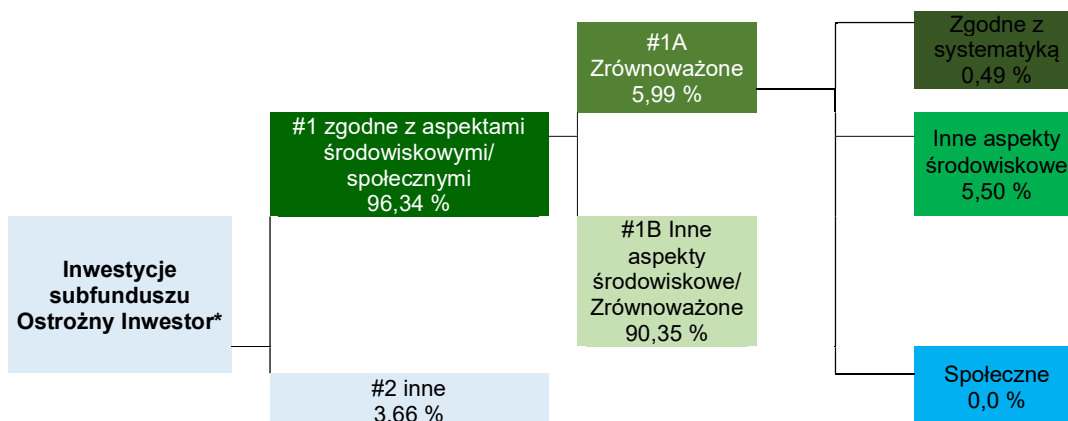 Inwestycje
subfunduszu
Ostrożny Inwestor*
#1 zgodne z aspektami
środowiskowymi/
społecznymi
96,34 %
#2 inne
3,66 %
#1A
Zrównoważone
5,99 %
#1B Inne
aspekty
środowiskowe/
Zrównoważone
90,35 %
Zgodne z
systematyką
0,49 %
Inne aspekty
środowiskowe
5,50 %
Społeczne
0,0 %